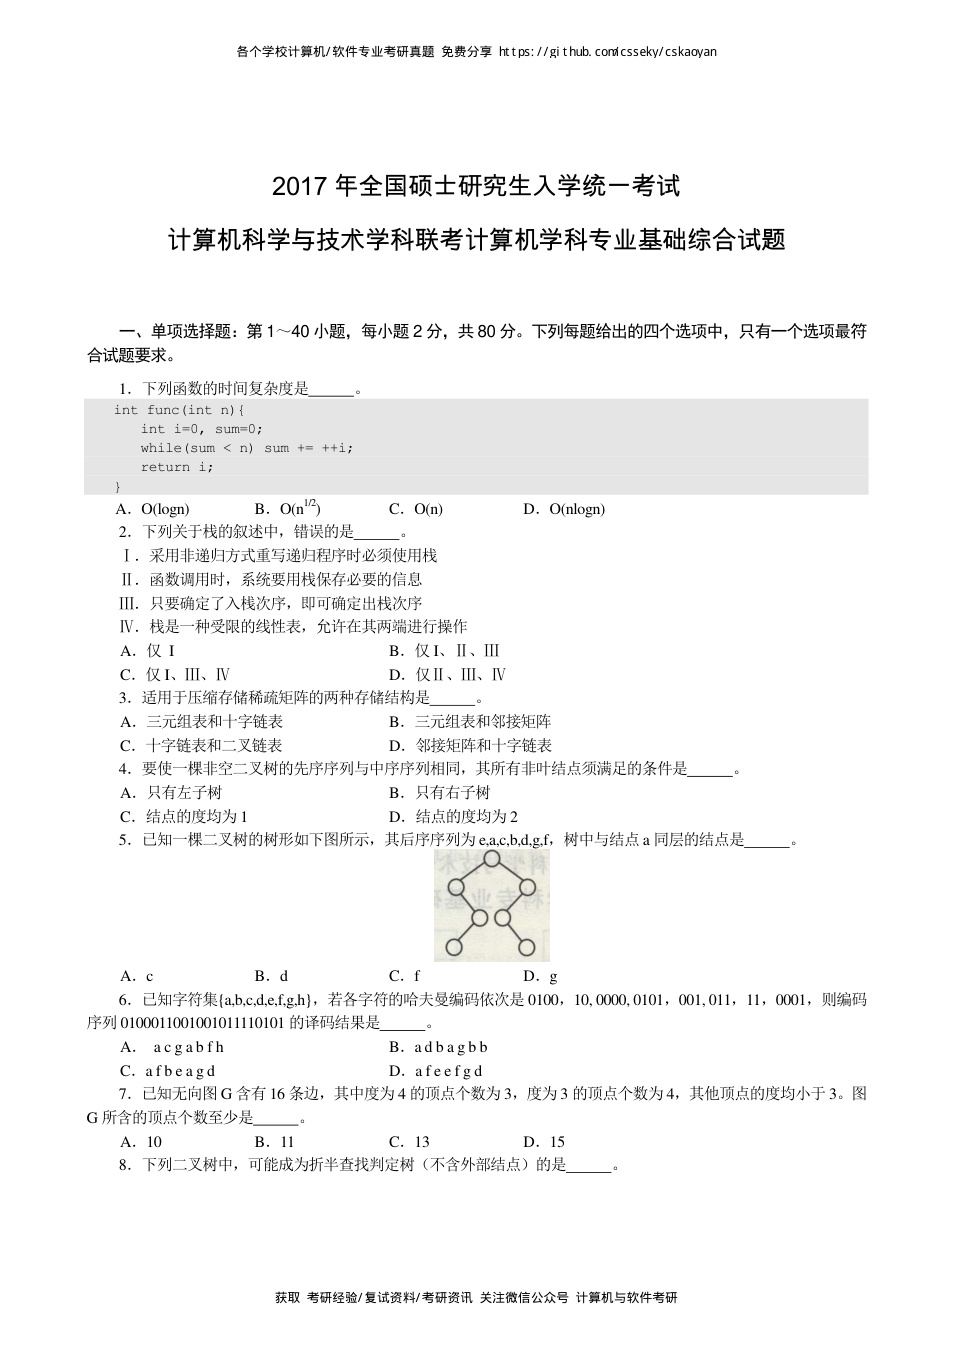 各个学校计算机/软件专业考研真题 免费分享 https://github.com/csseky/cskaoyan
2017 年全国硕士研究生入学统一考试
计算机科学与技术学科联考计算机学科专业基础综合试题
一、单项选择题：第 1～40 小题，每小题 2 分，共 80 分。下列每题给出的四个选项中，只有一个选项最符
合试题要求。
1．下列函数的时间复杂度是______。
int func(int n){
int i=0, sum=0;
while(sum < n) sum += ++i;
return i;
}
A．O(logn) B．O(n^1/2) C．O(n) D．O(nlogn)
2．下列关于栈的叙述中，错误的是______。
Ⅰ．采用非递归方式重写递归程序时必须使用栈
Ⅱ．函数调用时，系统要用栈保存必要的信息
Ⅲ．只要确定了入栈次序，即可确定出栈次序
Ⅳ．栈是一种受限的线性表，允许在其两端进行操作
A．仅 I B．仅 I、Ⅱ、Ⅲ
C．仅 I、Ⅲ、Ⅳ D．仅Ⅱ、Ⅲ、Ⅳ
3．适用于压缩存储稀疏矩阵的两种存储结构是______。
A．三元组表和十字链表 B．三元组表和邻接矩阵
C．十字链表和二叉链表 D．邻接矩阵和十字链表
4．要使一棵非空二叉树的先序序列与中序序列相同，其所有非叶结点须满足的条件是______。
A．只有左子树 B．只有右子树
C．结点的度均为 1 D．结点的度均为 2
5．已知一棵二叉树的树形如下图所示，其后序序列为 e,a,c,b,d,g,f，树中与结点 a 同层的结点是______。
A．c B．d C．f D．g
6．已知字符集{a,b,c,d,e,f,g,h}，若各字符的哈夫曼编码依次是 0100，10, 0000, 0101，001, 011，11，0001，则编码
序列 0100011001001011110101 的译码结果是______。
A． a c g a b f h B．a d b a g b b
C．a f b e a g d D．a f e e f g d
7．已知无向图 G 含有 16 条边，其中度为 4 的顶点个数为 3，度为 3 的顶点个数为 4，其他顶点的度均小于 3。图
G 所含的顶点个数至少是______。
A．10 B．11 C．13 D．15
8．下列二叉树中，可能成为折半查找判定树（不含外部结点）的是______。
获取 考研经验/复试资料/考研资讯 关注微信公众号 计算机与软件考研